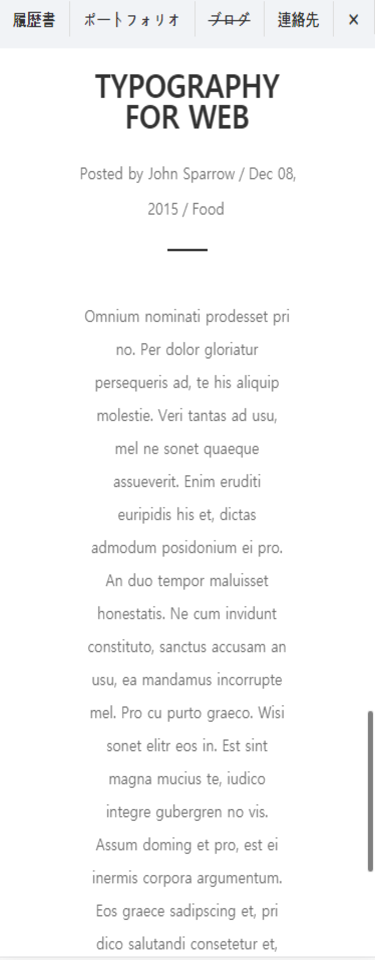 履歴書 ポートフォリオ ブログ 連絡先 ×
TYPOGRAPHY
FOR WEB
Posted by John Sparrow / Dec 08,
2015 / Food
Omnium nominati prodesset pri
no. Per dolor gloriatur
persequeris ad, te his aliquip
molestie. Veri tantas ad usu,
mel ne sonet quaeque
assueverit. Enim eruditi
euripidis his et, dictas
admodum posidonium ei pro.
An duo tempor maluisset
honestatis. Ne cum invidunt
constituto, sanctus accusam an
usu, ea mandamus incorrupte
mel. Pro cu purto graeco. Wisi
sonet elitr eos in. Est sint
magna mucius te, iudico
integre gubergren no vis.
Assum doming et pro, est ei
inermis corpora argumentum.
Eos graece sadipscing et, pri
dico salutandi consetetur et,